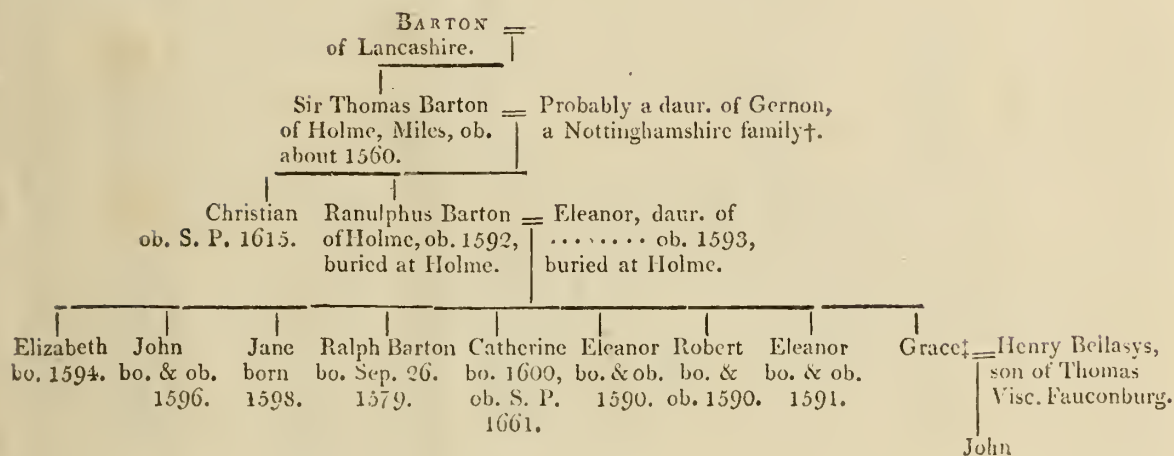 BARTON
of Lancashire.
Sir Thomas Barton
of Holme, Miles, ob.
about 1560.
Probably a daur. of Gernon,
a Nottinghamshire family†.
Christian
ob. S. P. 1615.
Ranulphus Barton
of Holme, ob. 1592,
buried at Holme.
Eleanor, daur. of
......... ob. 1593,
buried at Holme.
Elizabeth
bo. 1594.
John
bo. & ob.
1596.
Jane
born
1598.
Ralph Barton
bo. Sep. 26.
1579.
Catherine
bo. 1600,
ob. S. P.
1661.
Eleanor
bo. & ob.
1590.
Robert
bo. &
ob. 1590.
Eleanor
bo. & ob.
1591.
Grace‡
Henry Bellasys,
son of Thomas
Visc. Fauconburg.
John